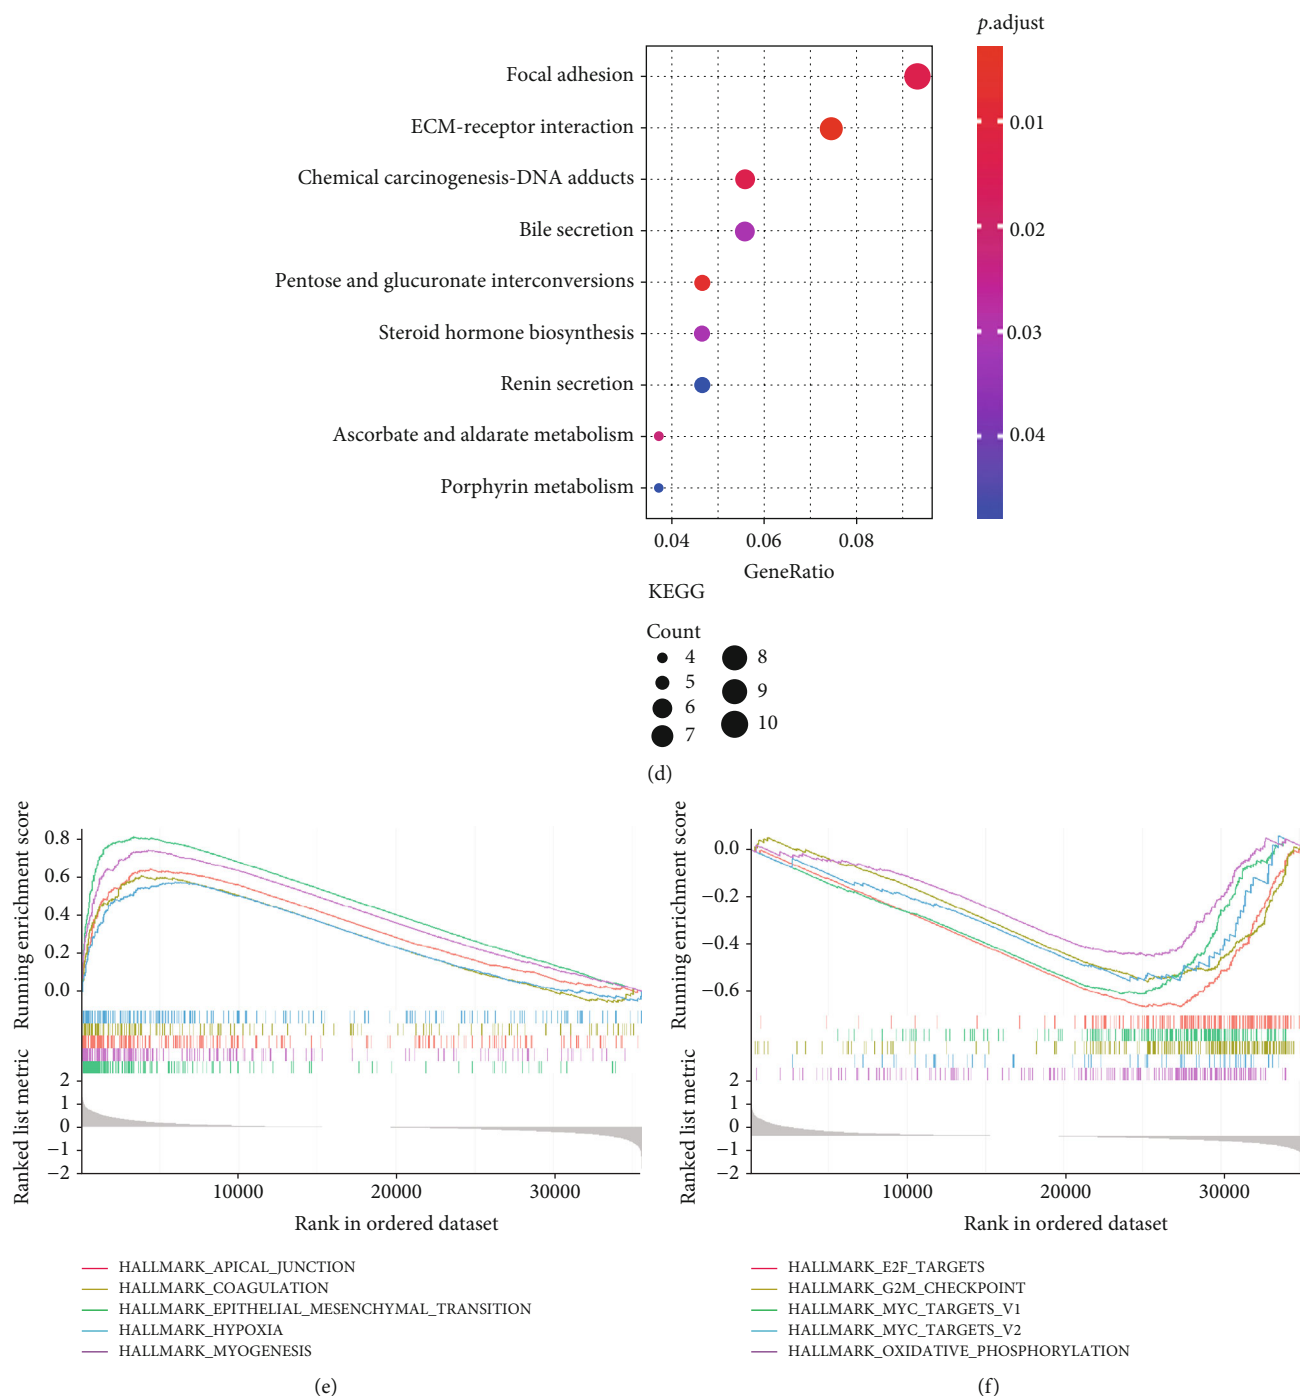 p.adjust
Focal adhesion
ECM-receptor interaction
Chemical carcinogenesis-DNA adducts
Bile secretion
Pentose and glucuronate interconversions
Steroid hormone biosynthesis
Renin secretion
Ascorbate and aldarate metabolism
Porphyrin metabolism
0.01
0.02
0.03
0.04
0.04 0.06 0.08
GeneRatio
KEGG
Count
4 8
5 9
6 10
7
(d)
Running enrichment score
0.8
0.6
0.4
0.2
0.0
Ranked list metric
2
1
0
−1
−2
10000 20000 30000
Rank in ordered dataset
HALLMARK_APICAL_JUNCTION
HALLMARK_COAGULATION
HALLMARK_EPITHELIAL_MESENCHYMAL_TRANSITION
HALLMARK_HYPOXIA
HALLMARK_MYOGENESIS
(e)
Running enrichment score
0.0
−0.2
−0.4
−0.6
Ranked list metric
2
1
0
−1
−2
10000 20000 30000
Rank in ordered dataset
HALLMARK_E2F_TARGETS
HALLMARK_G2M_CHECKPOINT
HALLMARK_MYC_TARGETS_V1
HALLMARK_MYC_TARGETS_V2
HALLMARK_OXIDATIVE_PHOSPHORYLATION
(f)